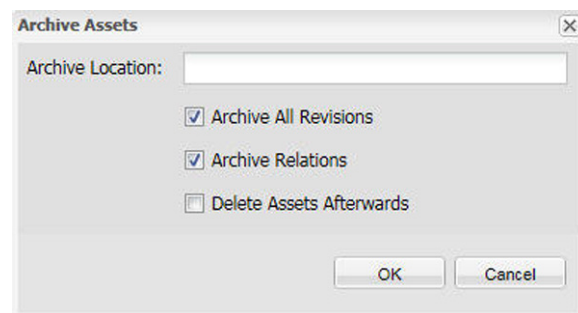 Archive Assets
Archive Location:
Archive All Revisions
Archive Relations
Delete Assets Afterwards
OK Cancel